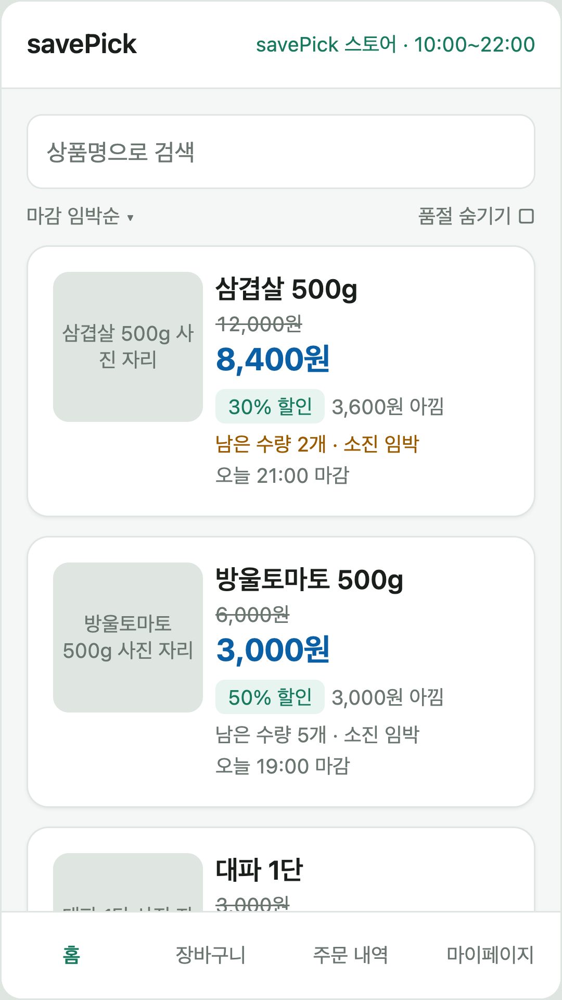 savePick
savePick 스토어 · 10:00~22:00
상품명으로 검색
마감 임박순 ▼
품절 숨기기
삼겹살 500g 사
진 자리
삼겹살 500g
12,000원
8,400원
30% 할인
3,600원 아낌
남은 수량 2개 · 소진 임박
오늘 21:00 마감
방울토마토
500g 사진 자리
방울토마토 500g
6,000원
3,000원
50% 할인
3,000원 아낌
남은 수량 5개 · 소진 임박
오늘 19:00 마감
대파 1단
3,000원
홈
장바구니
주문 내역
마이페이지